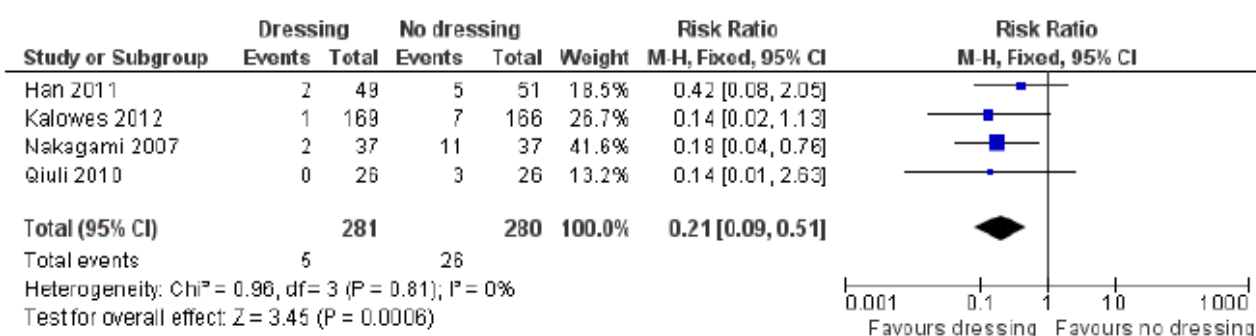 Dressing No dressing Risk Ratio Risk Ratio
Study or Subgroup Events Total Events Total Weight M-H, Fixed, 95% CI M-H, Fixed, 95% CI
Han 2011 2 49 5 51 18.5% 0.42 [0.08, 2.05]
Kalowes 2012 1 169 7 166 26.7% 0.14 [0.02, 1.13]
Nakagami 2007 2 37 11 37 41.6% 0.18 [0.04, 0.76]
Qiuli 2010 0 26 3 26 13.2% 0.14 [0.01, 2.63]
Total (95% CI) 281 280 100.0% 0.21 [0.09, 0.51]
Total events 5 26
Heterogeneity: Chi² = 0.96, df = 3 (P = 0.81); I² = 0%
Test for overall effect: Z = 3.45 (P = 0.0006)
0.001 0.1 1 10 1000
Favours dressing Favours no dressing